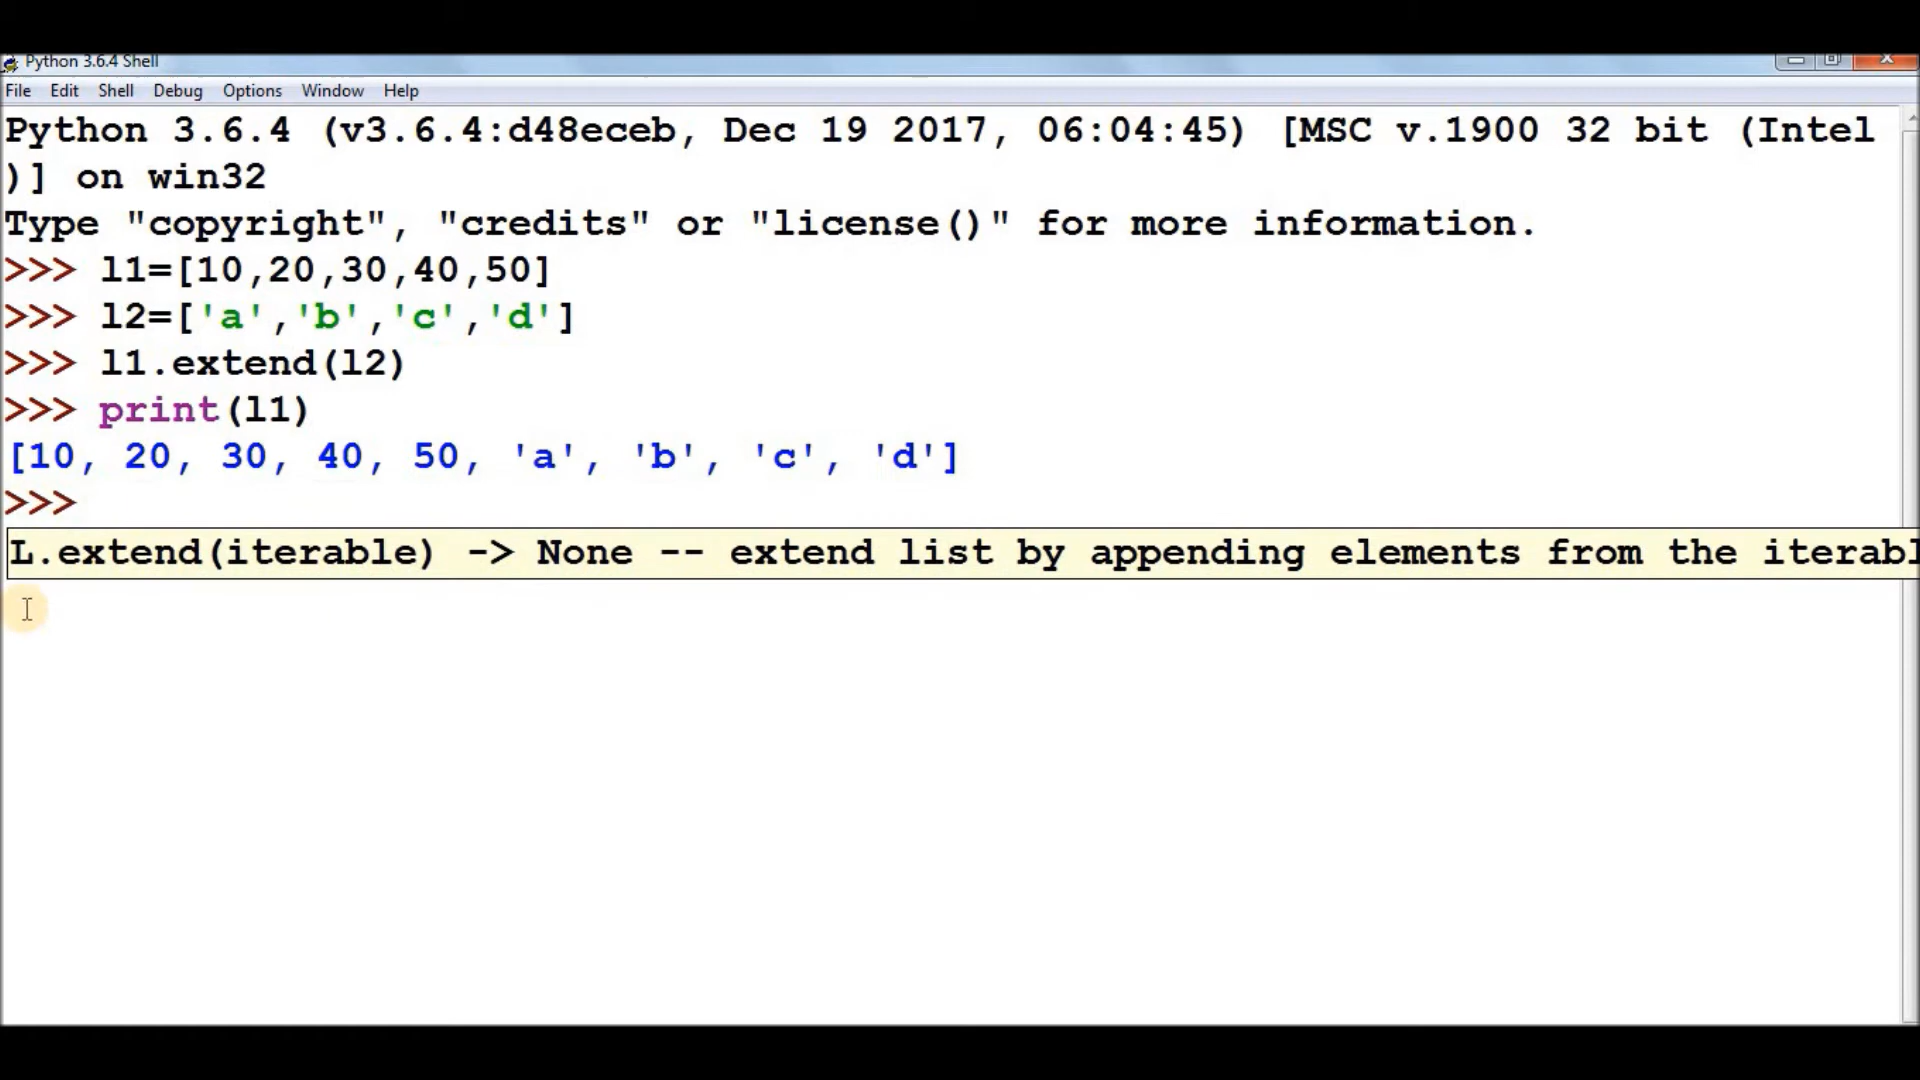 Python 3.6.4 Shell
File Edit Shell Debug Options Window Help
Python 3.6.4 (v3.6.4:d48eceb, Dec 19 2017, 06:04:45) [MSC v.1900 32 bit (Intel
)] on win32
Type "copyright", "credits" or "license()" for more information.
>>> l1=[10,20,30,40,50]
>>> l2=['a','b','c','d']
>>> l1.extend(l2)
>>> print(l1)
[10, 20, 30, 40, 50, 'a', 'b', 'c', 'd']
>>>
L.extend(iterable) -> None -- extend list by appending elements from the iterabl